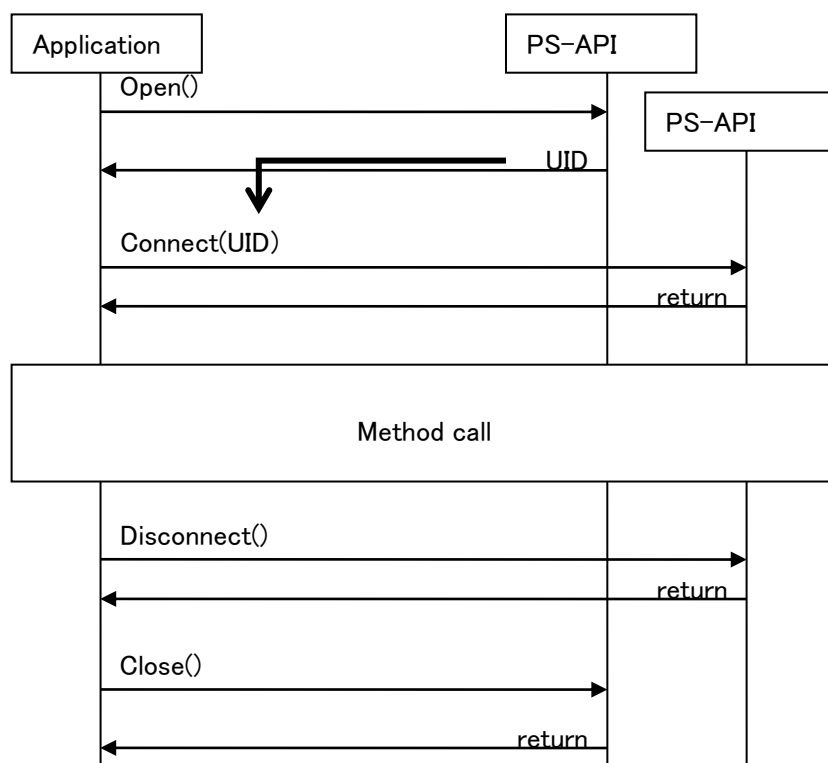 Application
PS-API
Open()
PS-API
UID
Connect(UID)
return
Method call
Disconnect()
return
Close()
return